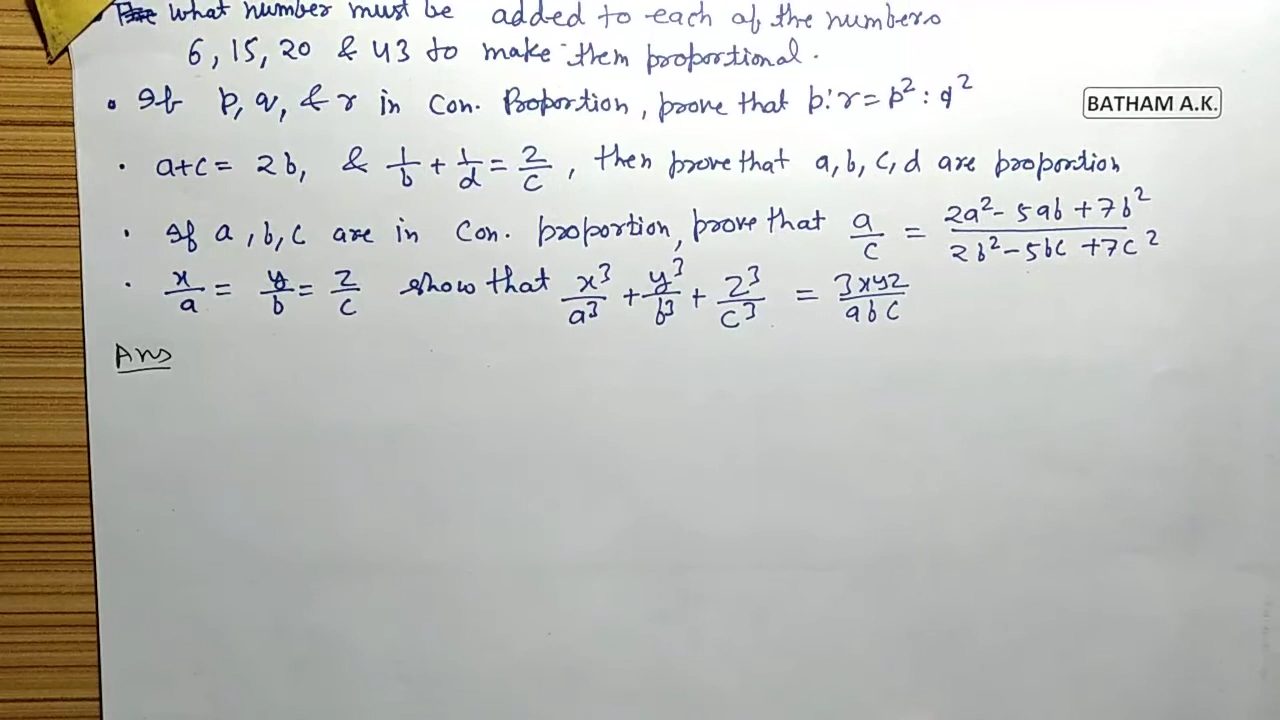 what number must be added to each of the numbers
6, 15, 20 & 43 to make them proportional.
• If p, q, & r in con. Proportion, prove that p:r = p² : q²
BATHAM A.K.
• a+c = 2b, & 1/b + 1/d = 2/c, then prove that a, b, c, d are proportion
• If a, b, c are in con. proportion, prove that a/c = (2a² - 5ab + 7b²)/(2b² - 5bc + 7c²)
• x/a = y/b = z/c show that x³/a³ + y³/b³ + z³/c³ = 3xyz/abc
Ans